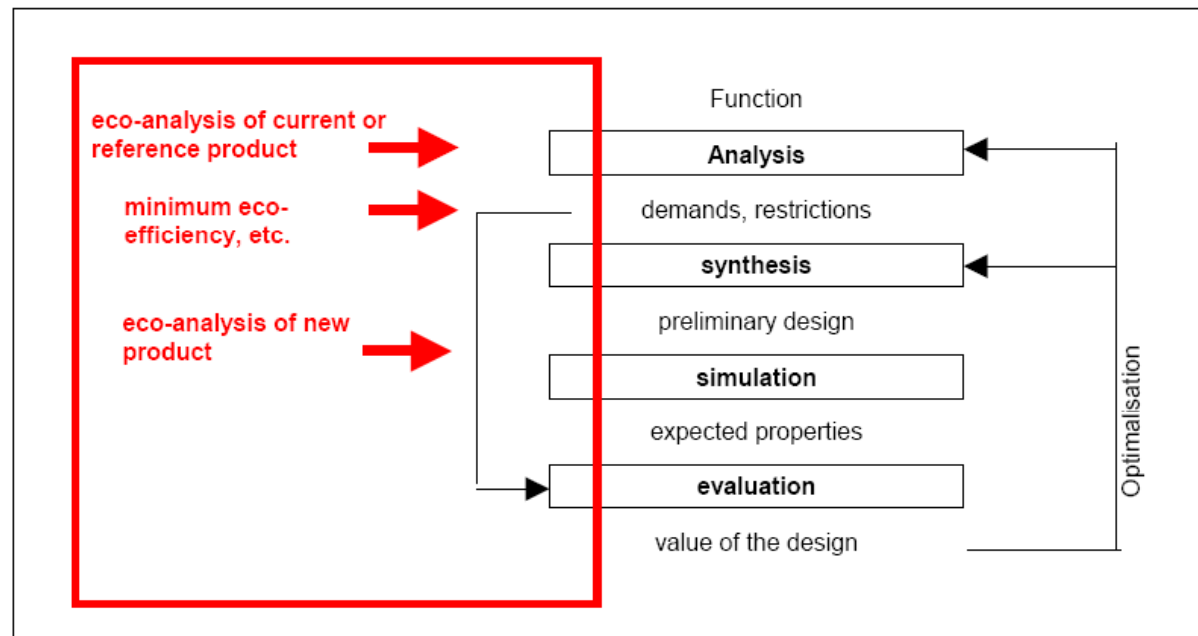 eco-analysis of current or
reference product
minimum eco-
efficiency, etc.
eco-analysis of new
product
Function
Analysis
demands, restrictions
synthesis
preliminary design
simulation
expected properties
evaluation
value of the design
Optimalisation